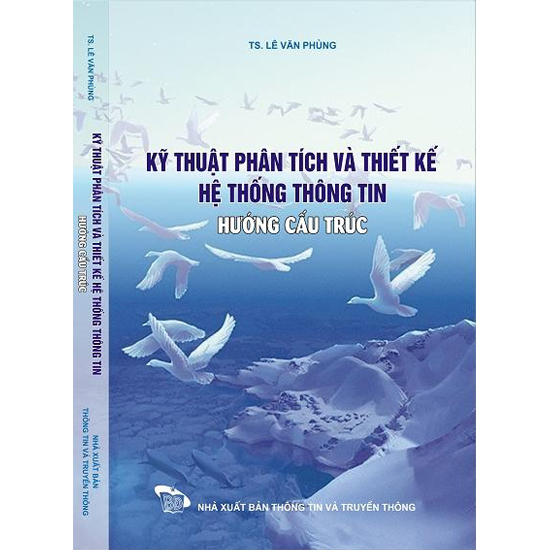 TS. LÊ VĂN PHÙNG
KỸ THUẬT PHÂN TÍCH VÀ THIẾT KẾ
HỆ THỐNG THÔNG TIN
HƯỚNG CẤU TRÚC
NHÀ XUẤT BẢN THÔNG TIN VÀ TRUYỀN THÔNG
TS. LÊ VĂN PHÙNG
KỸ THUẬT PHÂN TÍCH VÀ THIẾT KẾ HỆ THỐNG THÔNG TIN
HƯỚNG CẤU TRÚC
NHÀ XUẤT BẢN
THÔNG TIN VÀ TRUYỀN THÔNG